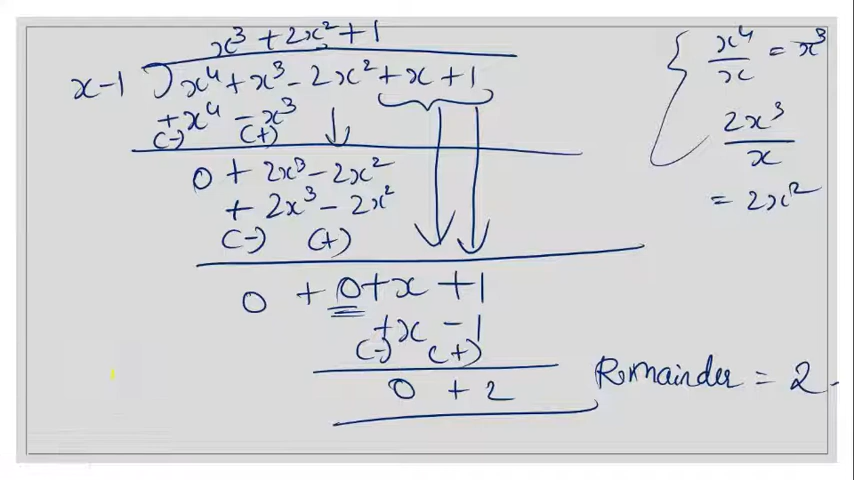 x³ + 2x² + 1
x-1 ) x⁴ + x³ - 2x² + x + 1
+x⁴ - x³
(-) (+)
0 + 2x³ - 2x²
+ 2x³ - 2x²
(-) (+)
0 + 0 + x + 1
+x - 1
(-) (+)
0 + 2
Remainder = 2.
x⁴/x = x³
2x³/x
= 2x²